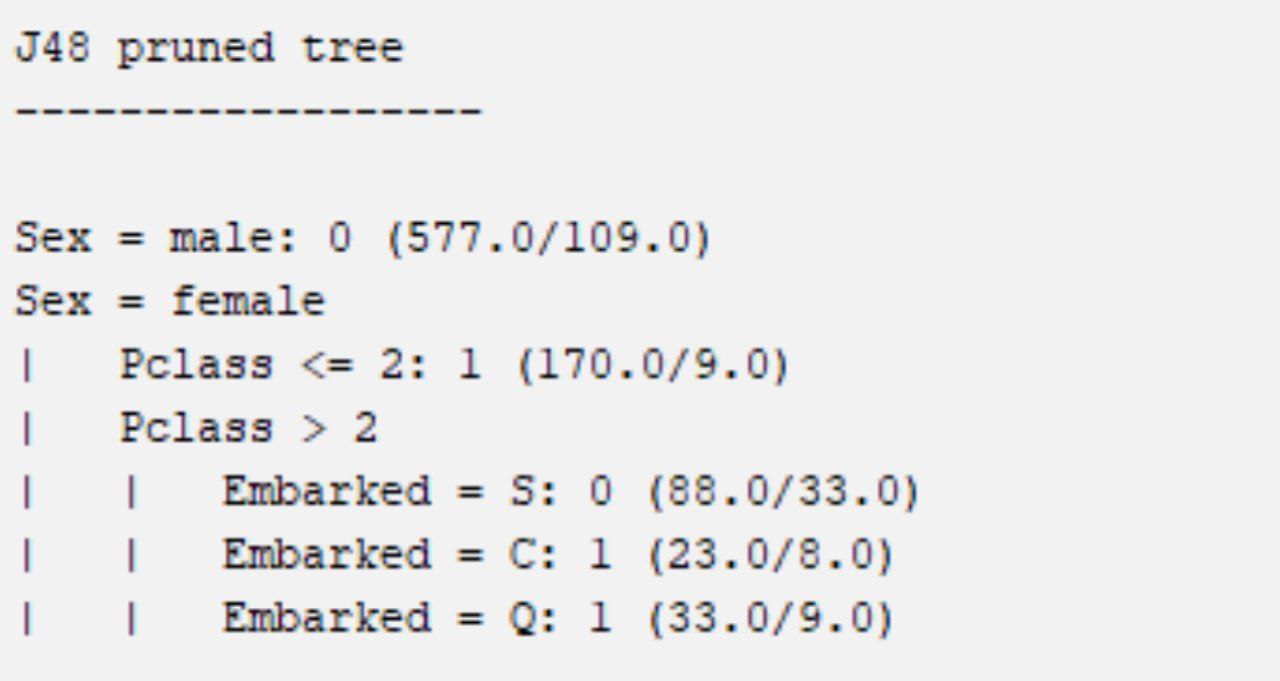 J48 pruned tree
------------------
Sex = male: 0 (577.0/109.0)
Sex = female
|   Pclass <= 2: 1 (170.0/9.0)
|   Pclass > 2
|   |   Embarked = S: 0 (88.0/33.0)
|   |   Embarked = C: 1 (23.0/8.0)
|   |   Embarked = Q: 1 (33.0/9.0)